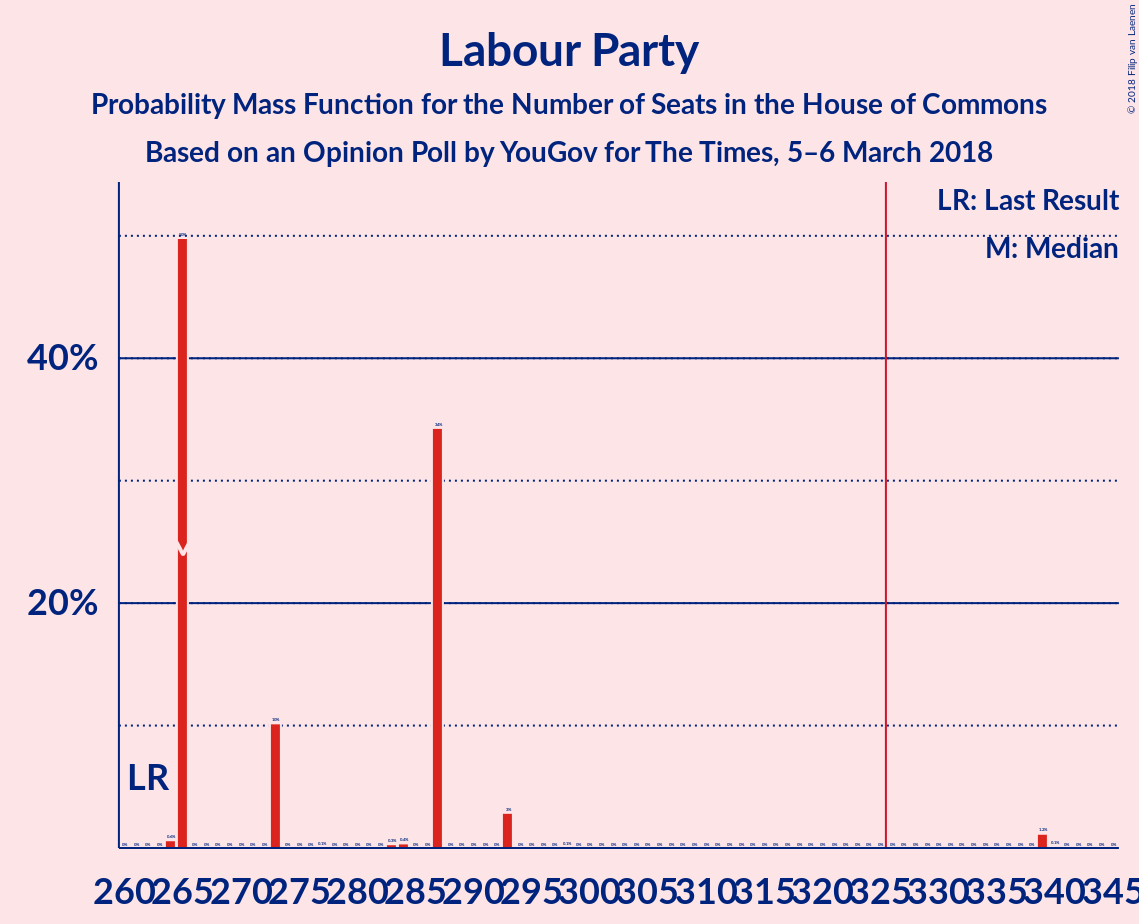 Labour Party
Probability Mass Function for the Number of Seats in the House of Commons
Based on an Opinion Poll by YouGov for The Times, 5–6 March 2018
© 2018 Filip van Laenen
LR: Last Result
M: Median
40%
20%
LR
M
34%
10%
3%
260 265 270 275 280 285 290 295 300 305 310 315 320 325 330 335 340 345